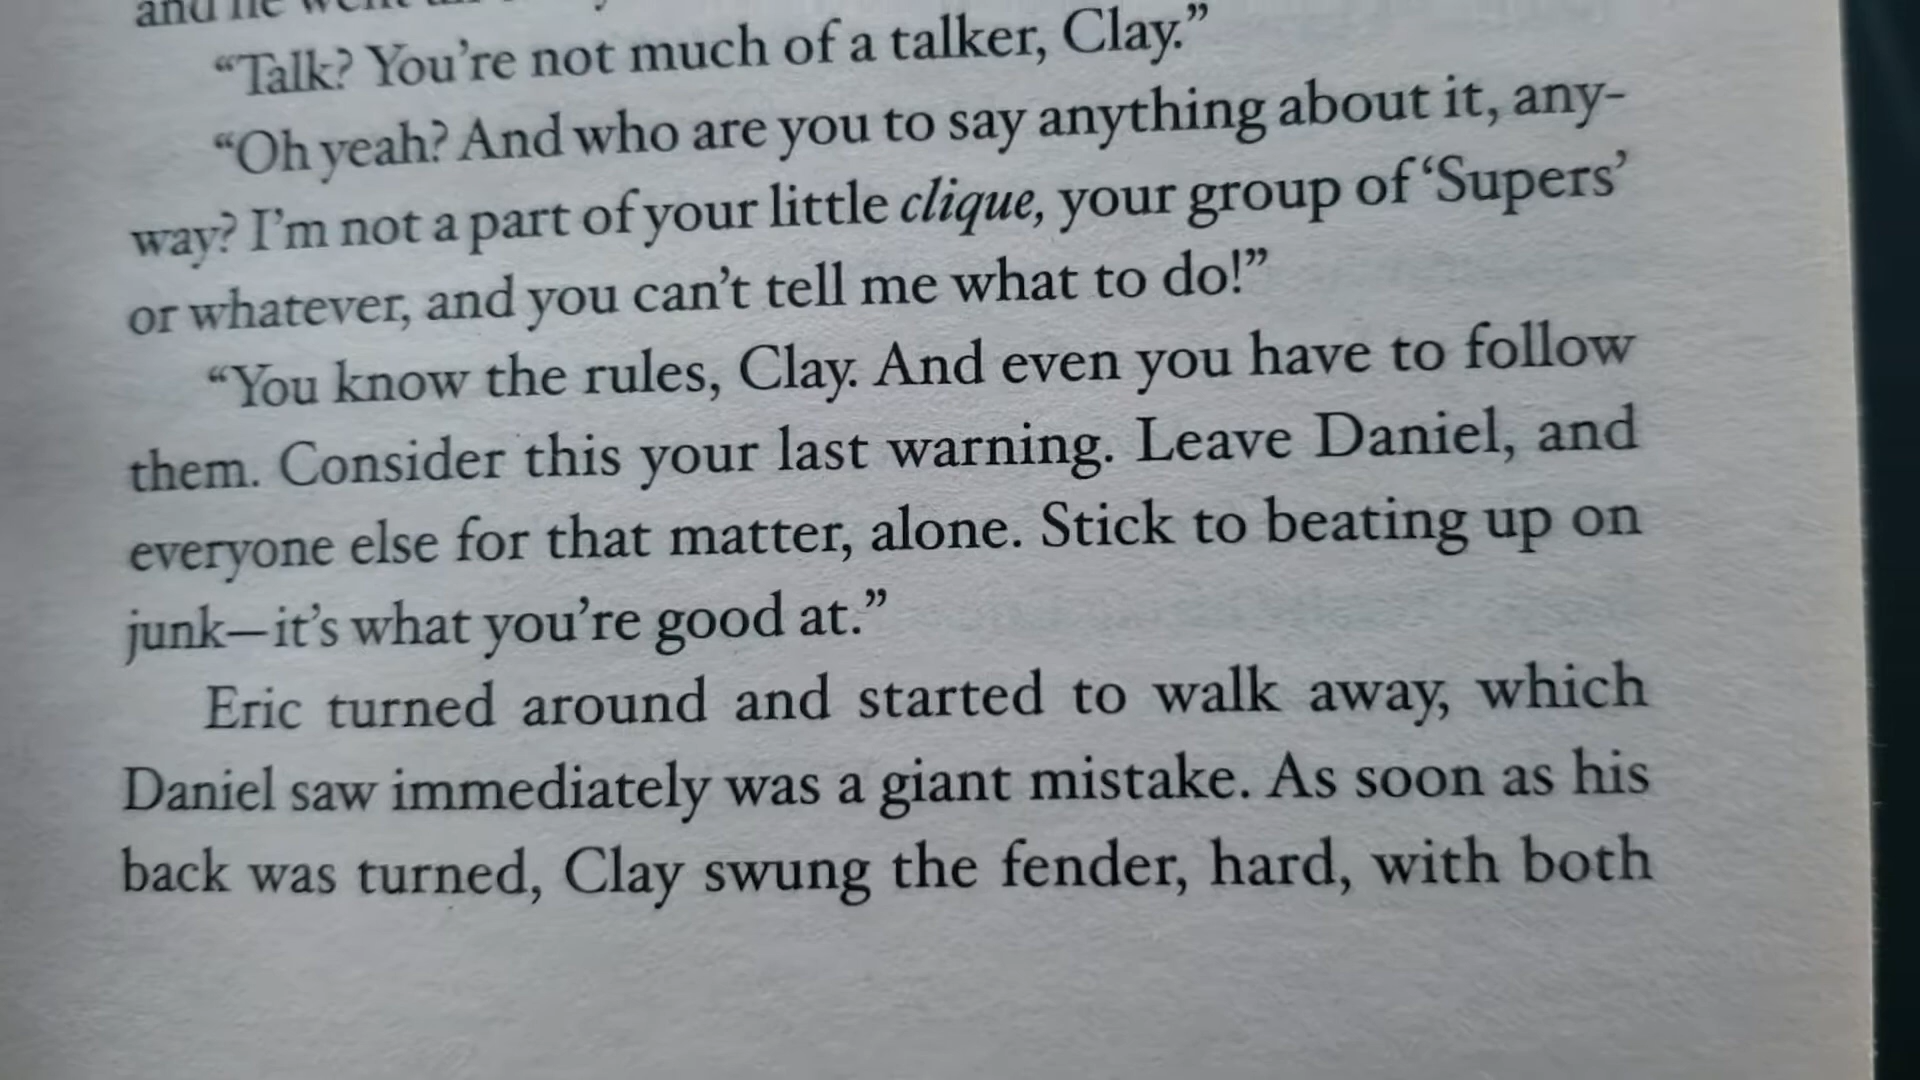 and he went
“Talk? You’re not much of a talker, Clay.”
“Oh yeah? And who are you to say anything about it, any-
way? I’m not a part of your little clique, your group of ‘Supers’
or whatever, and you can’t tell me what to do!”
“You know the rules, Clay. And even you have to follow
them. Consider this your last warning. Leave Daniel, and
everyone else for that matter, alone. Stick to beating up on
junk—it’s what you’re good at.”
Eric turned around and started to walk away, which
Daniel saw immediately was a giant mistake. As soon as his
back was turned, Clay swung the fender, hard, with both